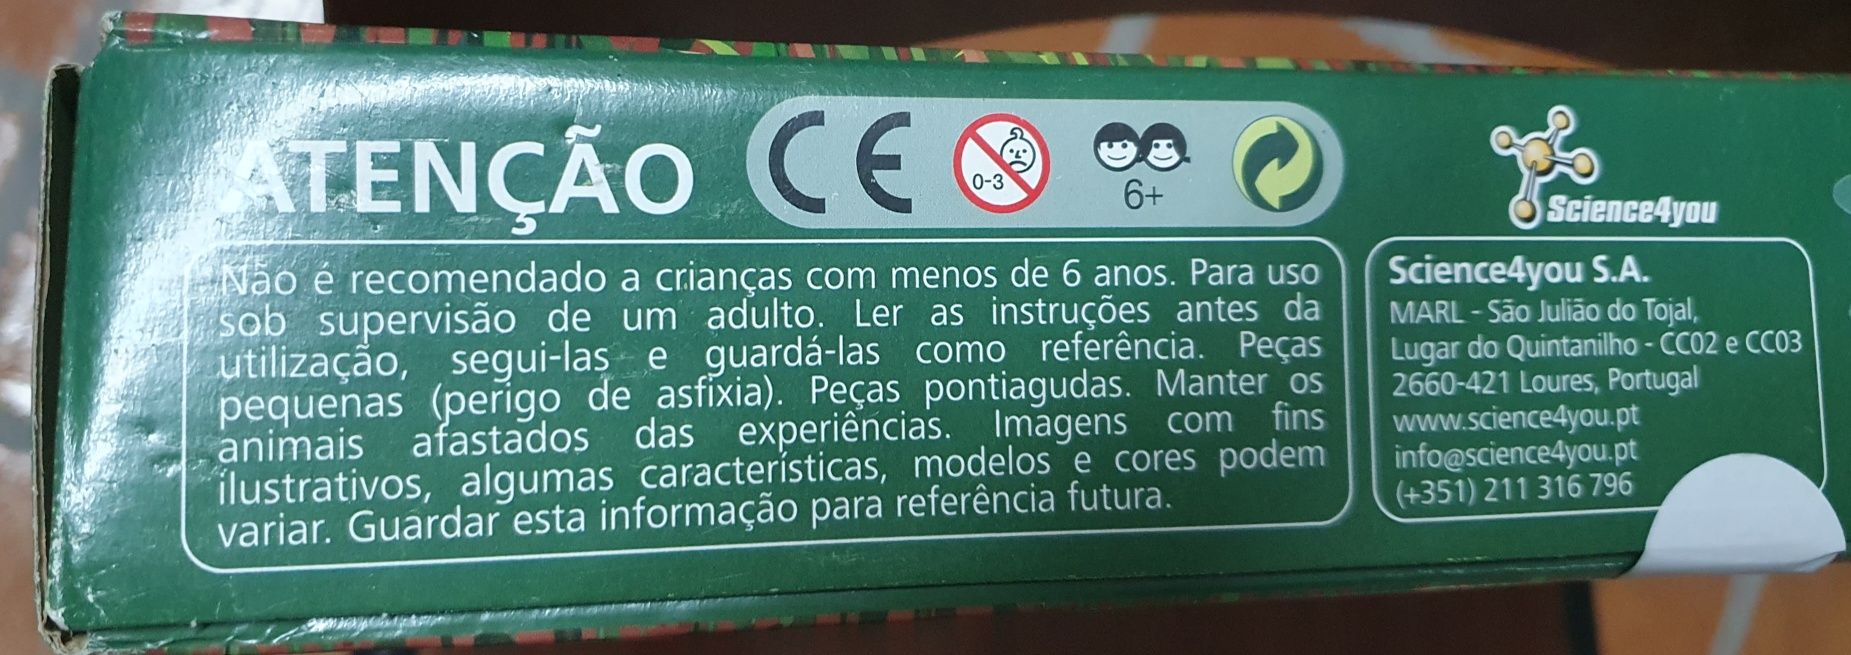 ATENÇÃO
CE
0-3
6+
Science4you
Não é recomendado a crianças com menos de 6 anos. Para uso
sob supervisão de um adulto. Ler as instruções antes da
utilização, segui-las e guardá-las como referência. Peças
pequenas (perigo de asfixia). Peças pontiagudas. Manter os
animais afastados das experiências. Imagens com fins
ilustrativos, algumas características, modelos e cores podem
variar. Guardar esta informação para referência futura.
Science4you S.A.
MARL - São Julião do Tojal,
Lugar do Quintanilho - CC02 e CC03
2660-421 Loures, Portugal
www.science4you.pt
info@science4you.pt
(+351) 211 316 796